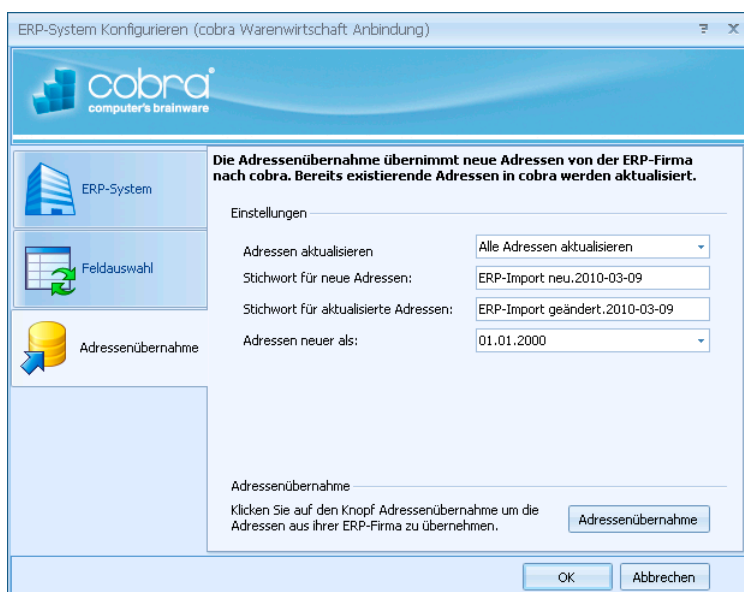 ERP-System Konfigurieren (cobra Warenwirtschaft Anbindung)
cobra
computer's brainware
ERP-System
Feldauswahl
Adressenübernahme
Die Adressenübernahme übernimmt neue Adressen von der ERP-Firma
nach cobra. Bereits existierende Adressen in cobra werden aktualisiert.
Einstellungen
Adressen aktualisieren
Alle Adressen aktualisieren
Stichwort für neue Adressen:
ERP-Import neu.2010-03-09
Stichwort für aktualisierte Adressen:
ERP-Import geändert.2010-03-09
Adressen neuer als:
01.01.2000
Adressenübernahme
Klicken Sie auf den Knopf Adressenübernahme um die
Adressen aus ihrer ERP-Firma zu übernehmen.
Adressenübernahme
OK
Abbrechen